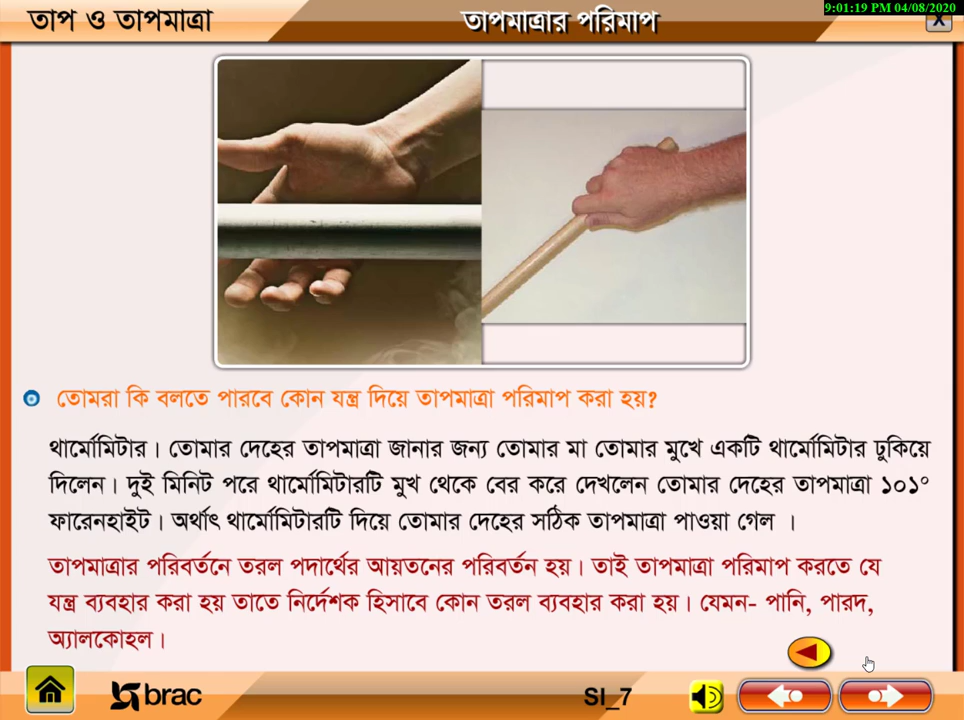 9:01:19 PM 04/08/2020
তাপ ও তাপমাত্রা
তাপমাত্রার পরিমাপ
X
তোমরা কি বলতে পারবে কোন যন্ত্র দিয়ে তাপমাত্রা পরিমাপ করা হয়?
থার্মোমিটার। তোমার দেহের তাপমাত্রা জানার জন্য তোমার মা তোমার মুখে একটি থার্মোমিটার ঢুকিয়ে
দিলেন। দুই মিনিট পরে থার্মোমিটারটি মুখ থেকে বের করে দেখলেন তোমার দেহের তাপমাত্রা ১০১°
ফারেনহাইট। অর্থাৎ থার্মোমিটারটি দিয়ে তোমার দেহের সঠিক তাপমাত্রা পাওয়া গেল ।
তাপমাত্রার পরিবর্তনে তরল পদার্থের আয়তনের পরিবর্তন হয়। তাই তাপমাত্রা পরিমাপ করতে যে
যন্ত্র ব্যবহার করা হয় তাতে নির্দেশক হিসাবে কোন তরল ব্যবহার করা হয়। যেমন- পানি, পারদ,
অ্যালকোহল।
brac
SI_7